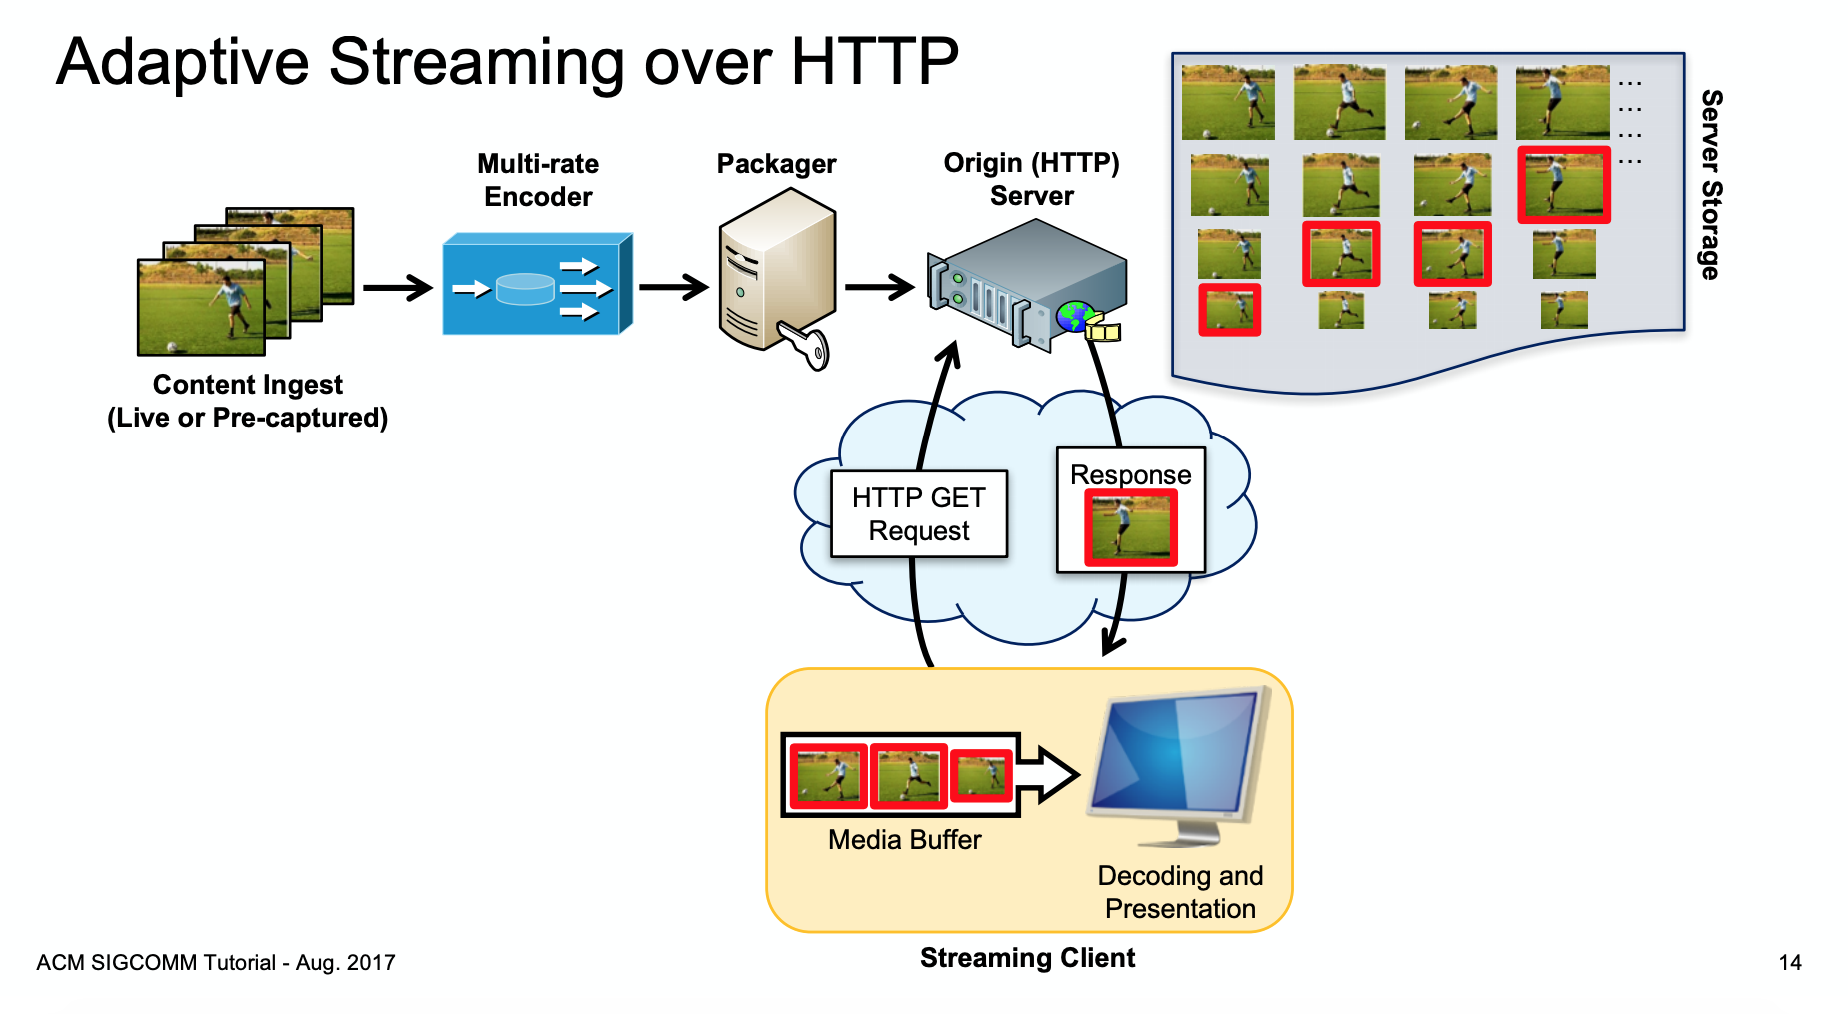 Adaptive Streaming over HTTP
Multi-rate
Encoder
Packager
Origin (HTTP)
Server
...
...
...
...
Server Storage
Content Ingest
(Live or Pre-captured)
HTTP GET
Request
Response
Media Buffer
Decoding and
Presentation
Streaming Client
ACM SIGCOMM Tutorial - Aug. 2017
14